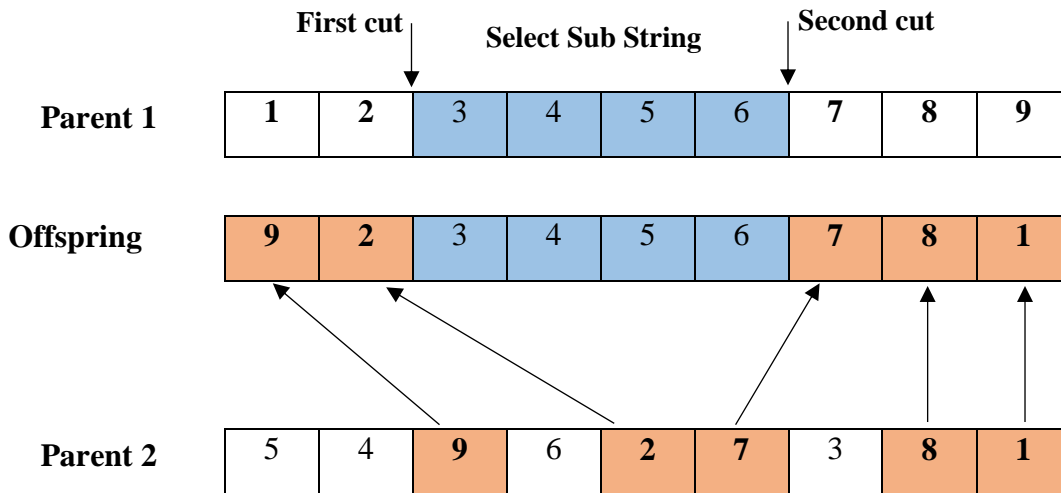 First cut Select Sub String Second cut
Parent 1 1 2 3 4 5 6 7 8 9
Offspring 9 2 3 4 5 6 7 8 1
Parent 2 5 4 9 6 2 7 3 8 1